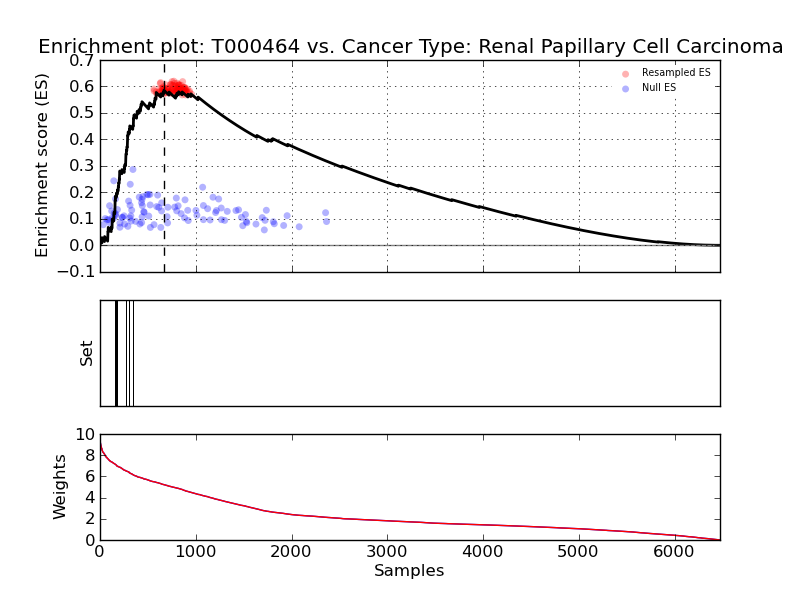 Enrichment plot: T000464 vs. Cancer Type: Renal Papillary Cell Carcinoma
Enrichment score (ES)
0.7
0.6
0.5
0.4
0.3
0.2
0.1
0.0
−0.1
Resampled ES
Null ES
Set
Weights
10
8
6
4
2
0
0 1000 2000 3000 4000 5000 6000
Samples